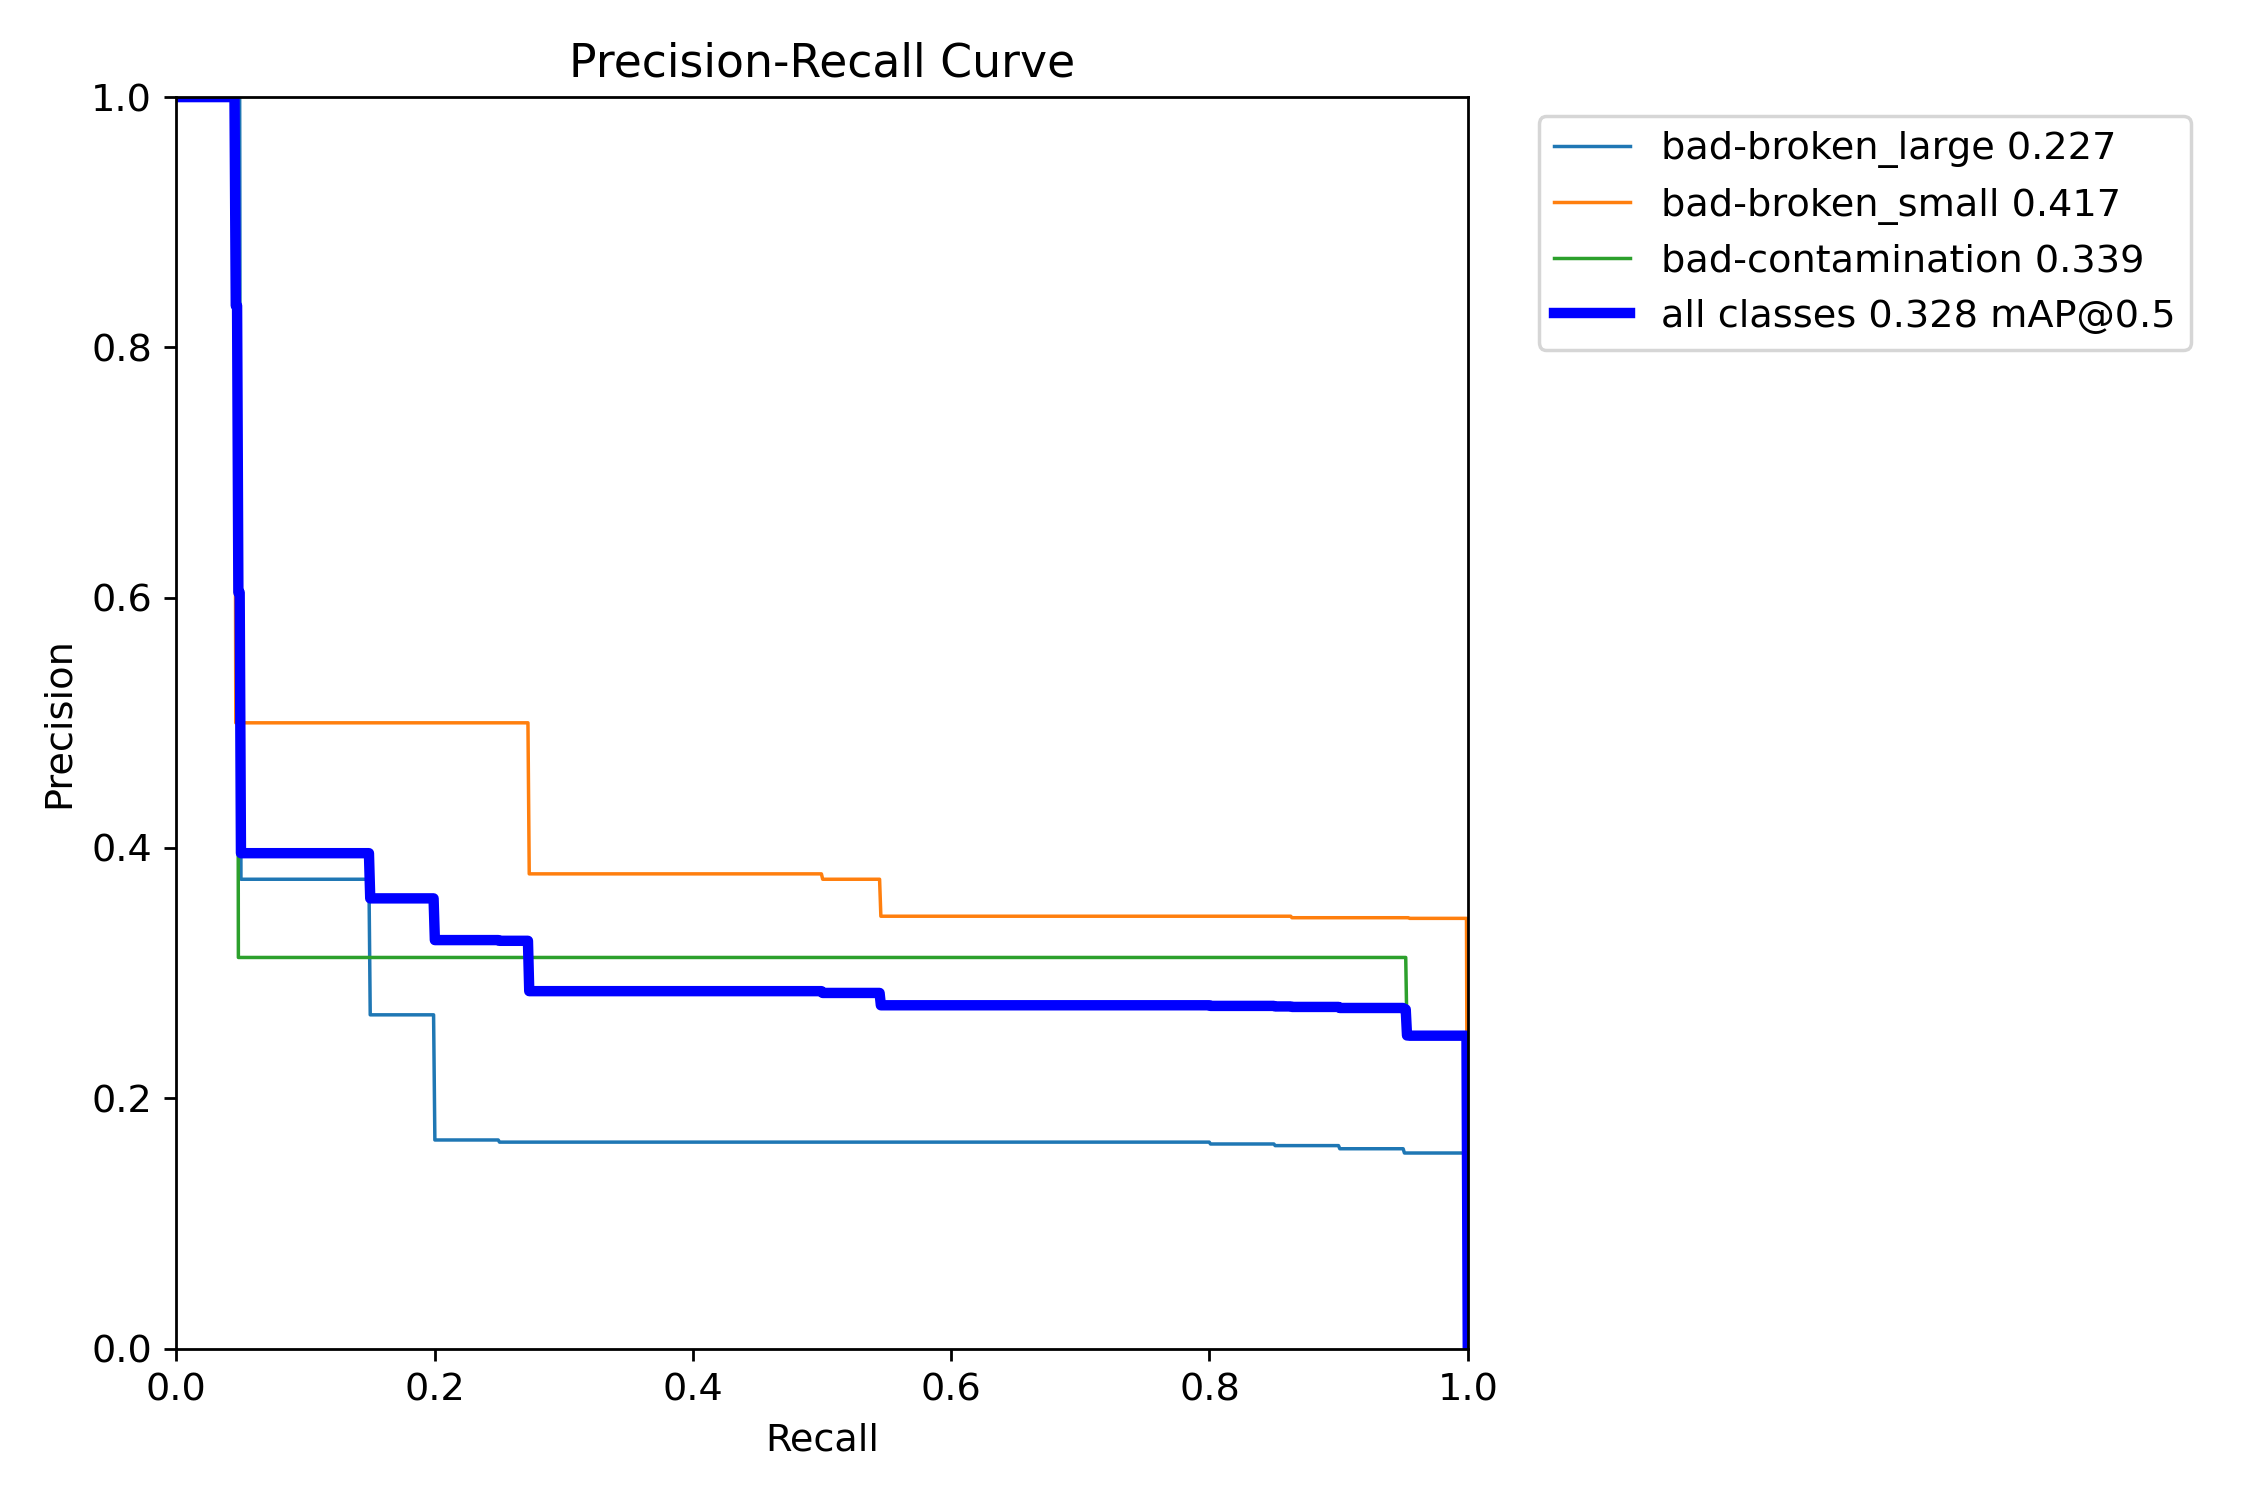 Precision-Recall Curve
bad-broken_large 0.227
bad-broken_small 0.417
bad-contamination 0.339
all classes 0.328 mAP@0.5
Precision
1.0
0.8
0.6
0.4
0.2
0.0
0.0 0.2 0.4 0.6 0.8 1.0
Recall